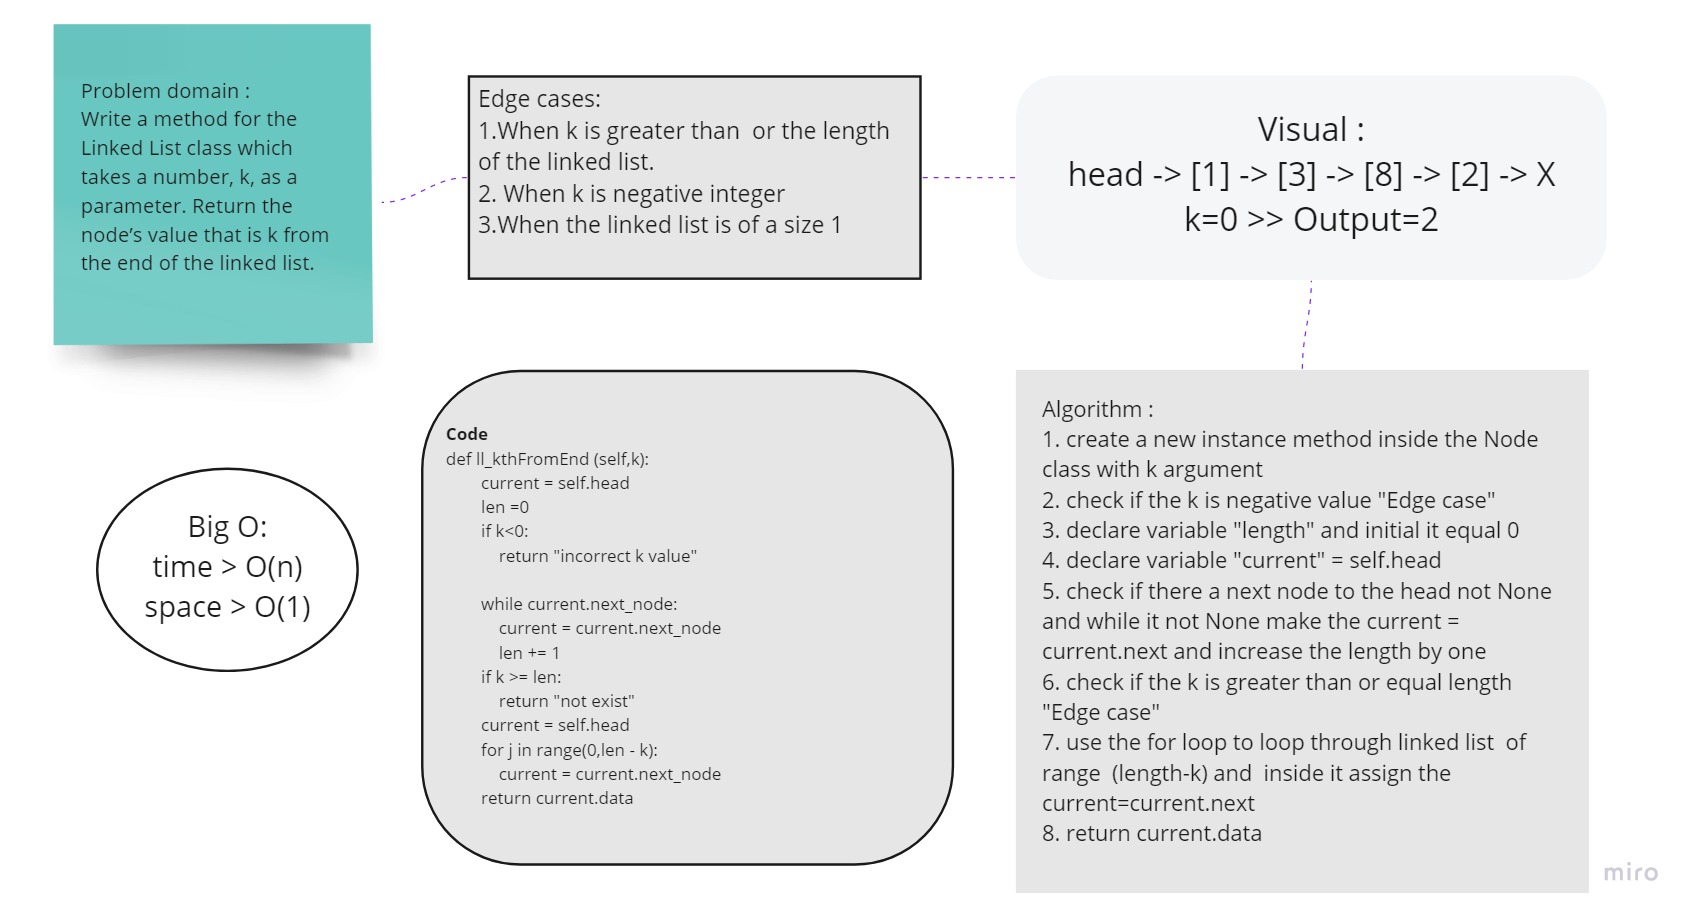 Problem domain :
Write a method for the
Linked List class which
takes a number, k, as a
parameter. Return the
node’s value that is k from
the end of the linked list.
Edge cases:
1.When k is greater than  or the length
of the linked list.
2. When k is negative integer
3.When the linked list is of a size 1
Visual :
head -> [1] -> [3] -> [8] -> [2] -> X
k=0 >> Output=2
Big O:
time > O(n)
space > O(1)
Code
def ll_kthFromEnd (self,k):
current = self.head
len =0
if k<0:
return "incorrect k value"
while current.next_node:
current = current.next_node
len += 1
if k >= len:
return "not exist"
current = self.head
for j in range(0,len - k):
current = current.next_node
return current.data
Algorithm :
1. create a new instance method inside the Node
class with k argument
2. check if the k is negative value "Edge case"
3. declare variable "length" and initial it equal 0
4. declare variable "current" = self.head
5. check if there a next node to the head not None
and while it not None make the current =
current.next and increase the length by one
6. check if the k is greater than or equal length
"Edge case"
7. use the for loop to loop through linked list  of
range  (length-k) and  inside it assign the
current=current.next
8. return current.data
miro